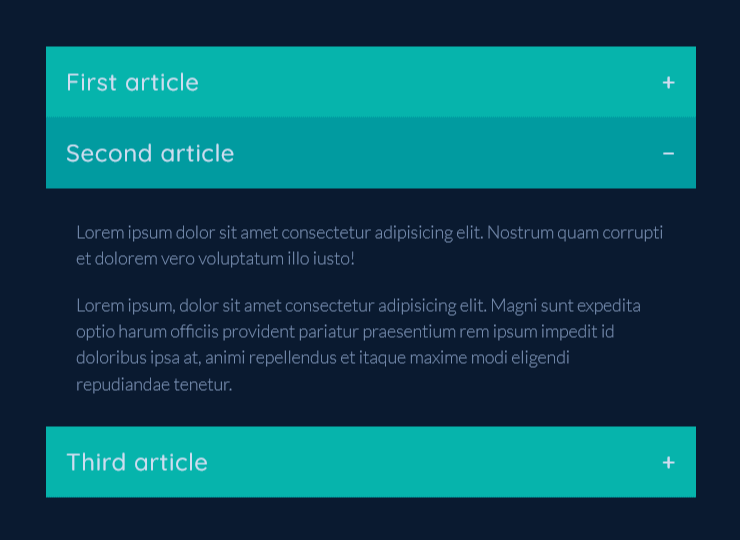 First article +
Second article –
Lorem ipsum dolor sit amet consectetur adipisicing elit. Nostrum quam corrupti
et dolorem vero voluptatum illo iusto!
Lorem ipsum, dolor sit amet consectetur adipisicing elit. Magni sunt expedita
optio harum officiis provident pariatur praesentium rem ipsum impedit id
doloribus ipsa at, animi repellendus et itaque maxime modi eligendi
repudiandae tenetur.
Third article +